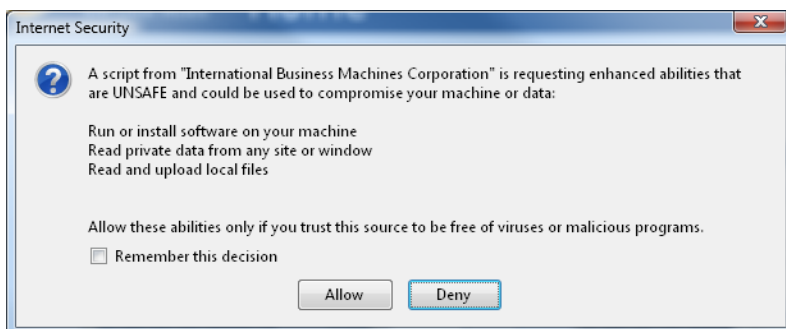 Internet Security
A script from "International Business Machines Corporation" is requesting enhanced abilities that
are UNSAFE and could be used to compromise your machine or data:
Run or install software on your machine
Read private data from any site or window
Read and upload local files
Allow these abilities only if you trust this source to be free of viruses or malicious programs.
Remember this decision
Allow
Deny